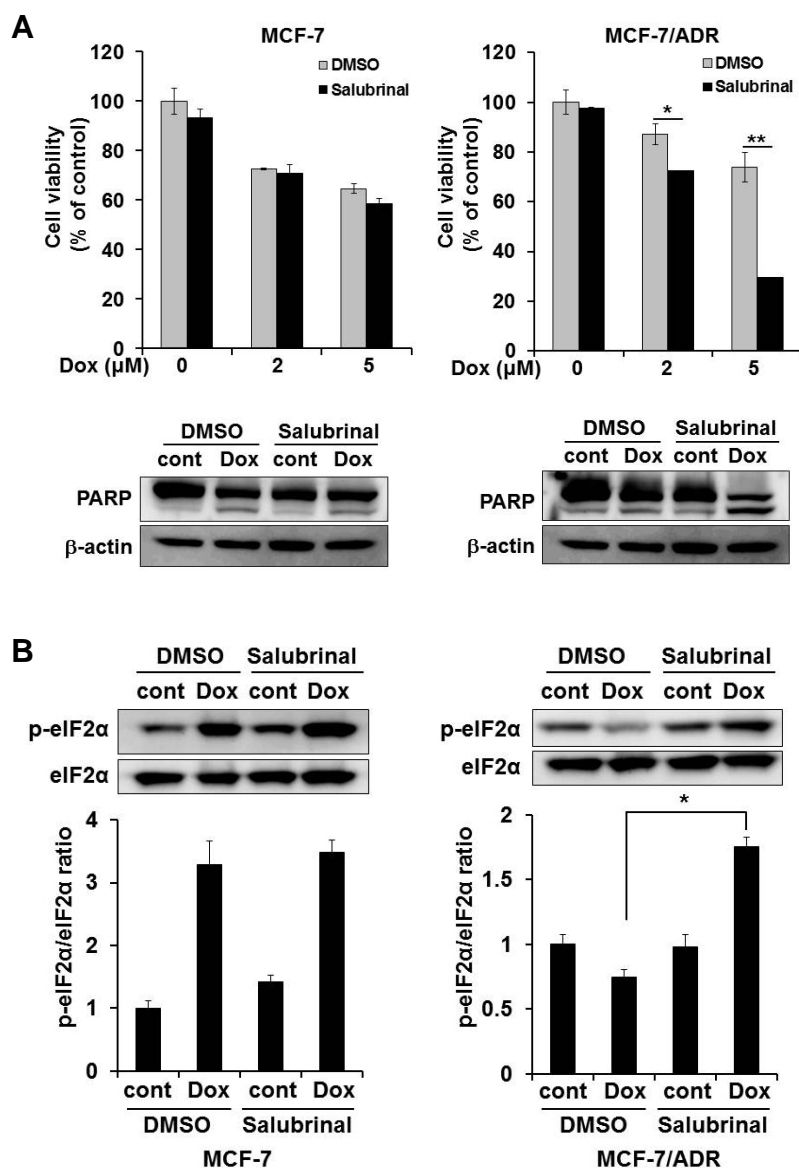 A
MCF-7
DMSO
Salubrinal
Cell viability
(% of control)
120
100
80
60
40
20
0
Dox (µM) 0 2 5
MCF-7/ADR
DMSO
Salubrinal
Cell viability
(% of control)
120
100
80
60
40
20
0
* **
0 2 5
DMSO Salubrinal
cont Dox cont Dox
PARP
β-actin
DMSO Salubrinal
cont Dox cont Dox
PARP
β-actin
B
DMSO Salubrinal
cont Dox cont Dox
p-eIF2α
eIF2α
p-eIF2α/eIF2α ratio
4
3
2
1
0
cont Dox cont Dox
DMSO Salubrinal
MCF-7
DMSO Salubrinal
cont Dox cont Dox
p-eIF2α
eIF2α
p-eIF2α/eIF2α ratio
2
1.5
1
0.5
0
*
cont Dox cont Dox
DMSO Salubrinal
MCF-7/ADR